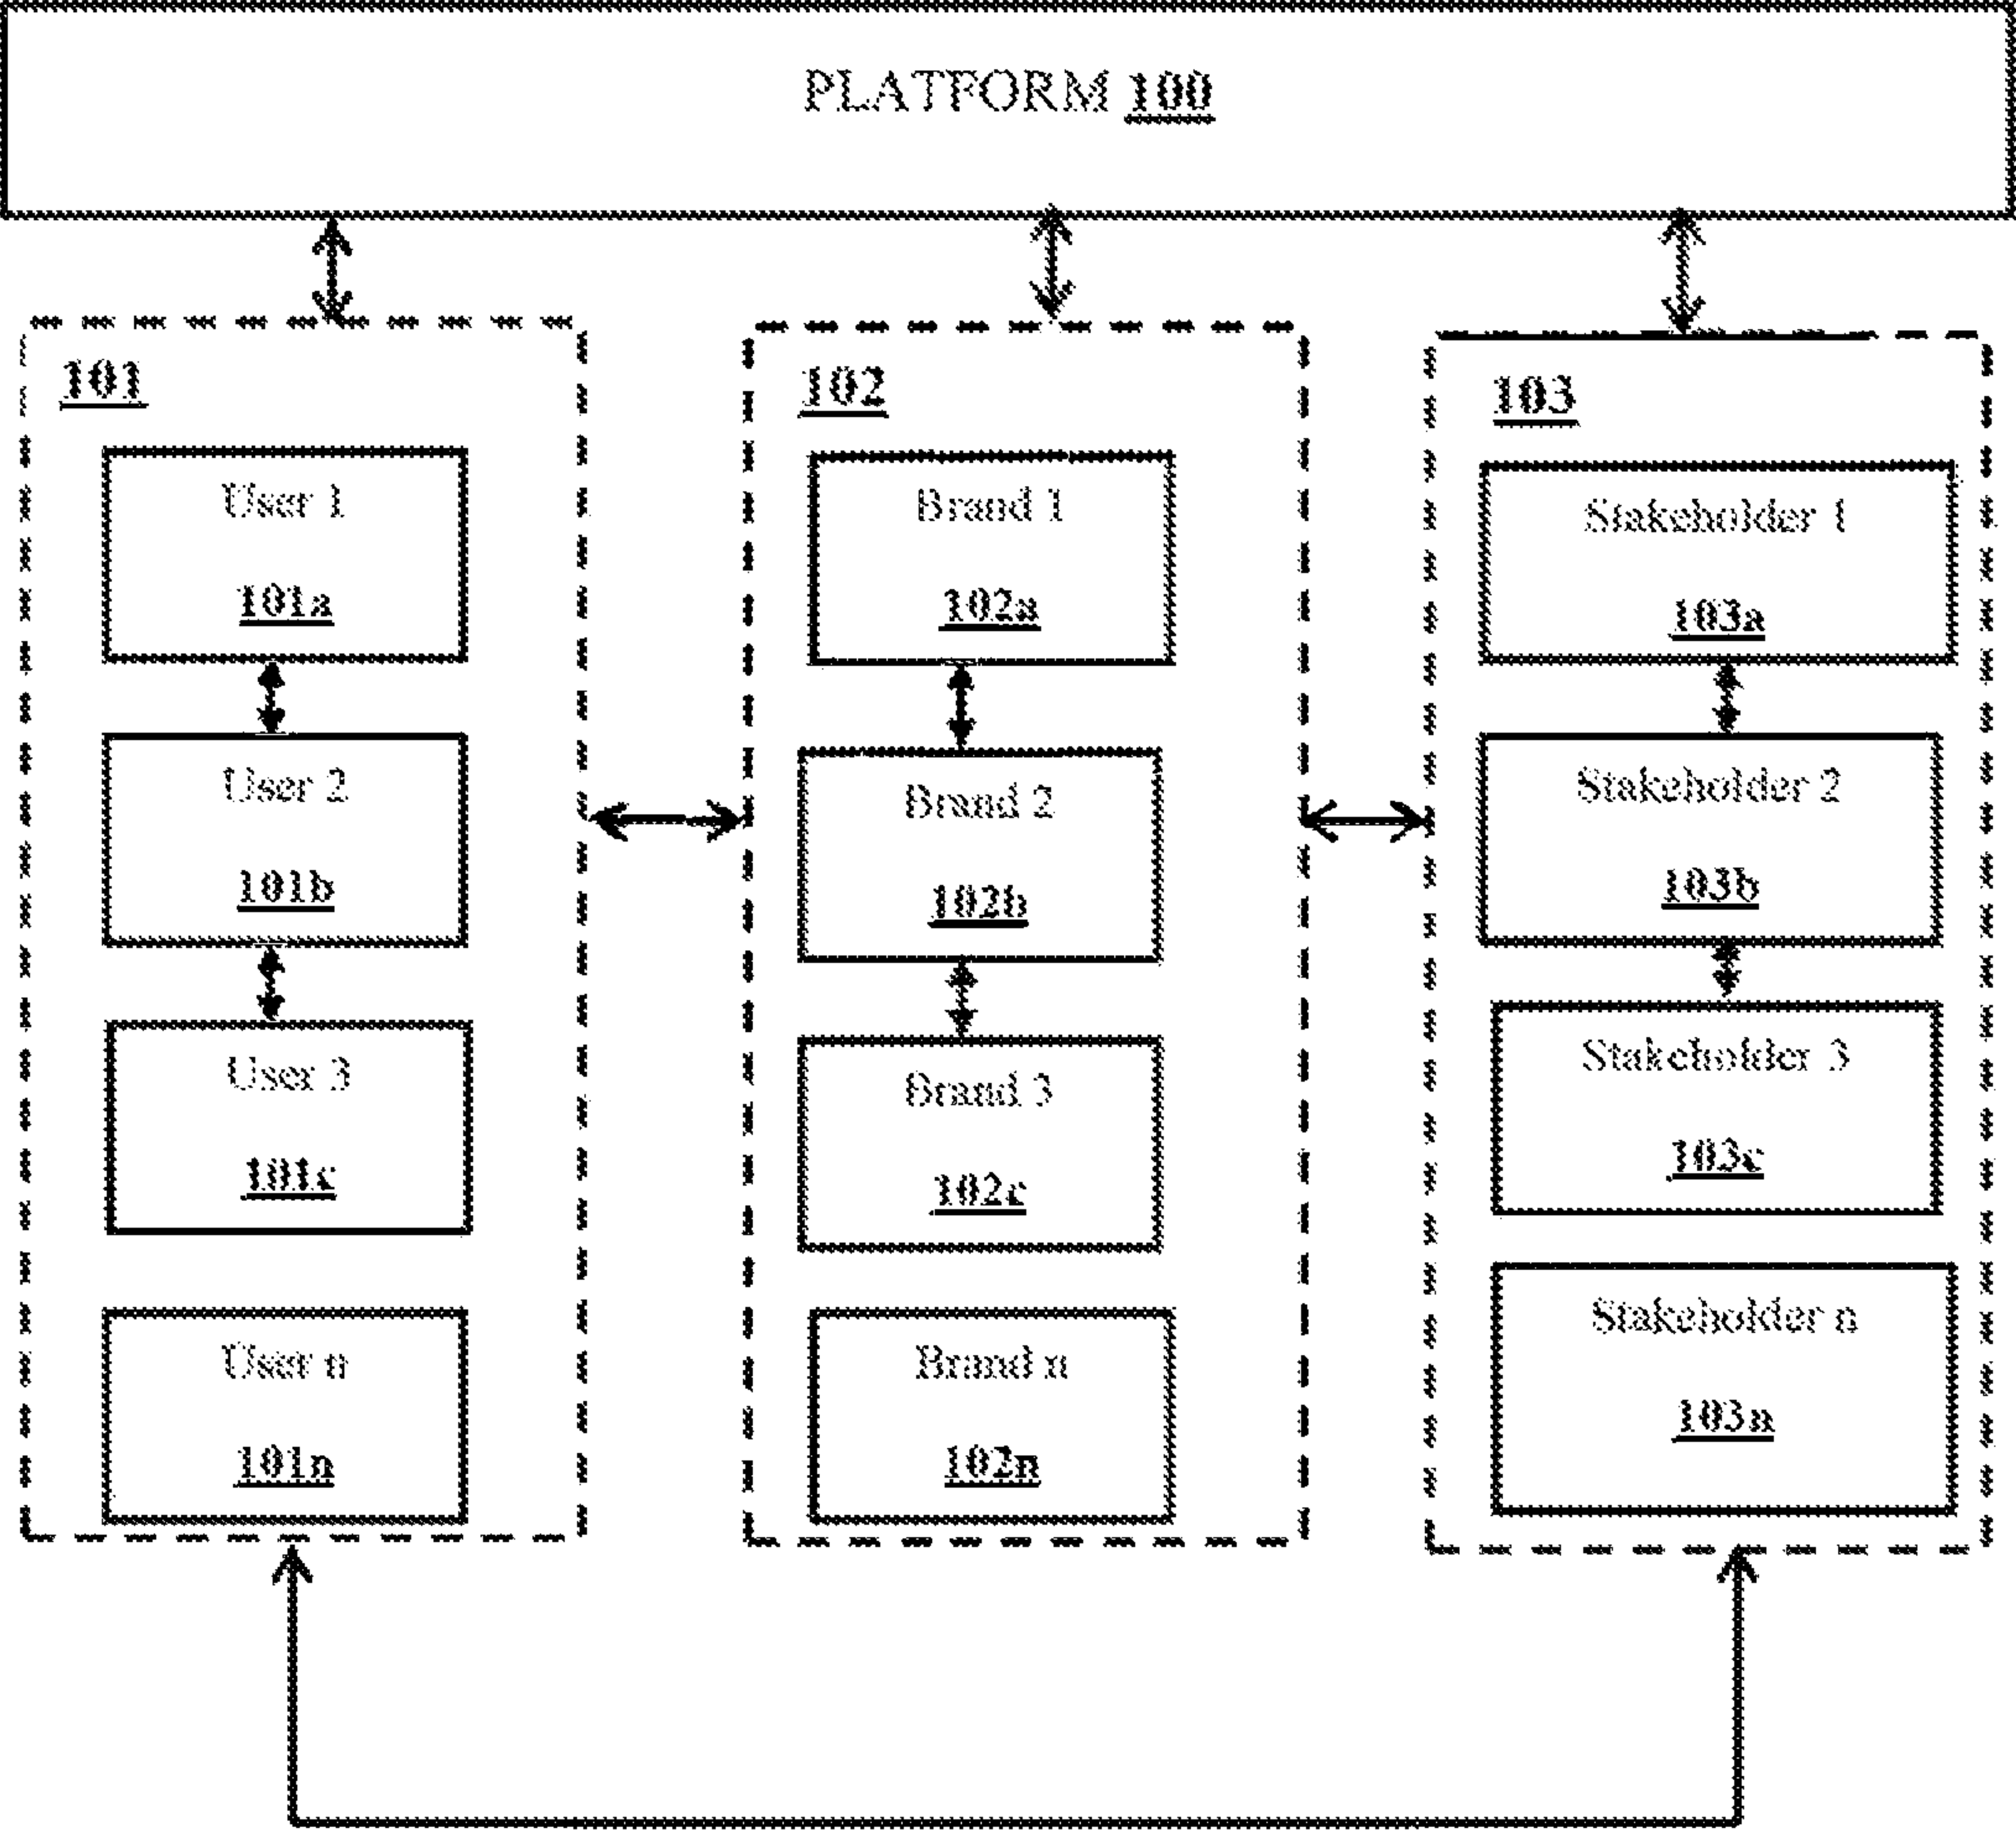 PLATFORM 100
101
User 1
101a
User 2
101b
User 3
101c
User n
101n
102
Brand 1
102a
Brand 2
102b
Brand 3
102c
Brand n
102n
103
Stakeholder 1
103a
Stakeholder 2
103b
Stakeholder 3
103c
Stakeholder n
103n